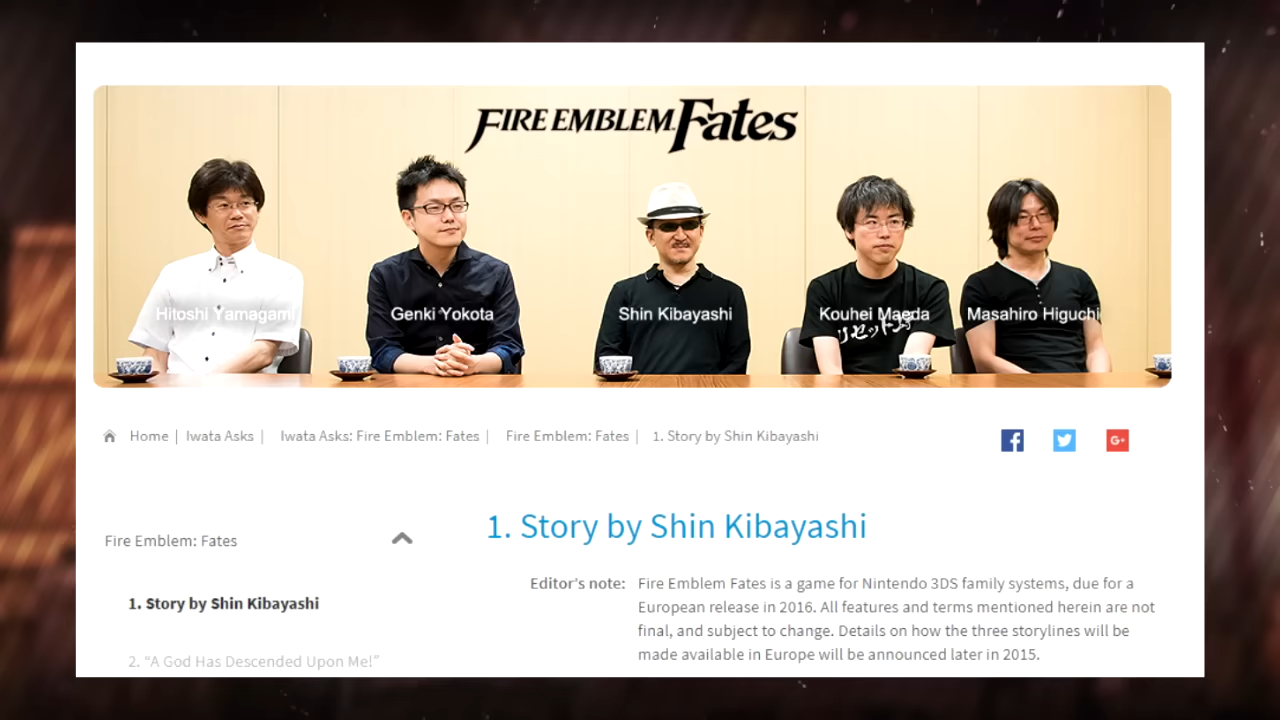 FIRE EMBLEM Fates
Hitoshi Yamagami
Genki Yokota
Shin Kibayashi
Kouhei Maeda
Masahiro Higuchi
リセット
Home | Iwata Asks | Iwata Asks: Fire Emblem: Fates | Fire Emblem: Fates | 1. Story by Shin Kibayashi
G+
1. Story by Shin Kibayashi
Fire Emblem: Fates
Editor's note: Fire Emblem Fates is a game for Nintendo 3DS family systems, due for a
European release in 2016. All features and terms mentioned herein are not
1. Story by Shin Kibayashi
final, and subject to change. Details on how the three storylines will be
made available in Europe will be announced later in 2015.
2. “A God Has Descended Upon Me!”